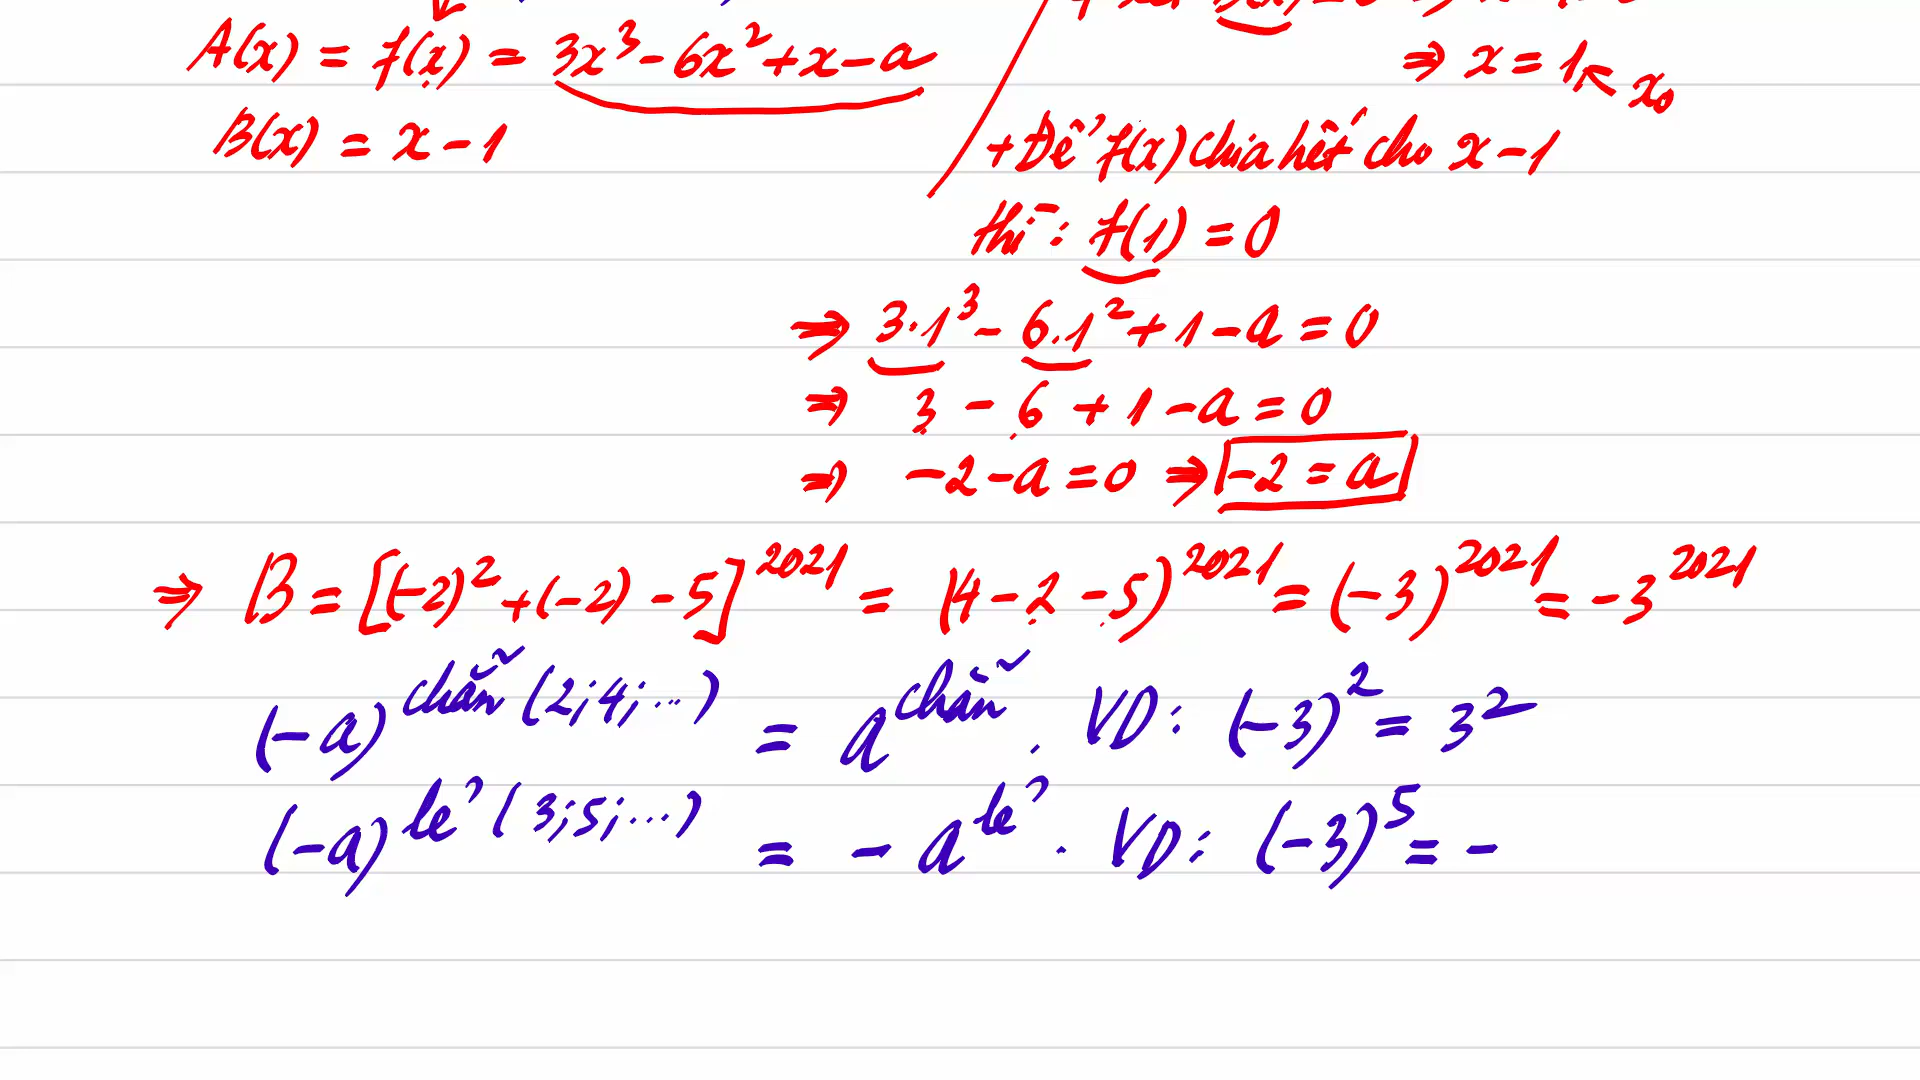 A(x) = f(x) = 3x³ - 6x² + x - a
B(x) = x - 1
⇒ x = 1 ← x₀
+ Để f(x) chia hết cho x - 1
thì: f(1) = 0
⇒ 3·1³ - 6.1² + 1 - a = 0
⇒ 3 - 6 + 1 - a = 0
⇒ -2 - a = 0 ⇒ -2 = a
⇒ B = [(-2)² + (-2) - 5]²⁰²¹ = (4 - 2 - 5)²⁰²¹ = (-3)²⁰²¹ = -3²⁰²¹
(-a)^chẵn (2;4;...) = a^chẵn. VD: (-3)² = 3²
(-a)^lẻ (3;5;...) = -a^lẻ. VD: (-3)⁵ = -